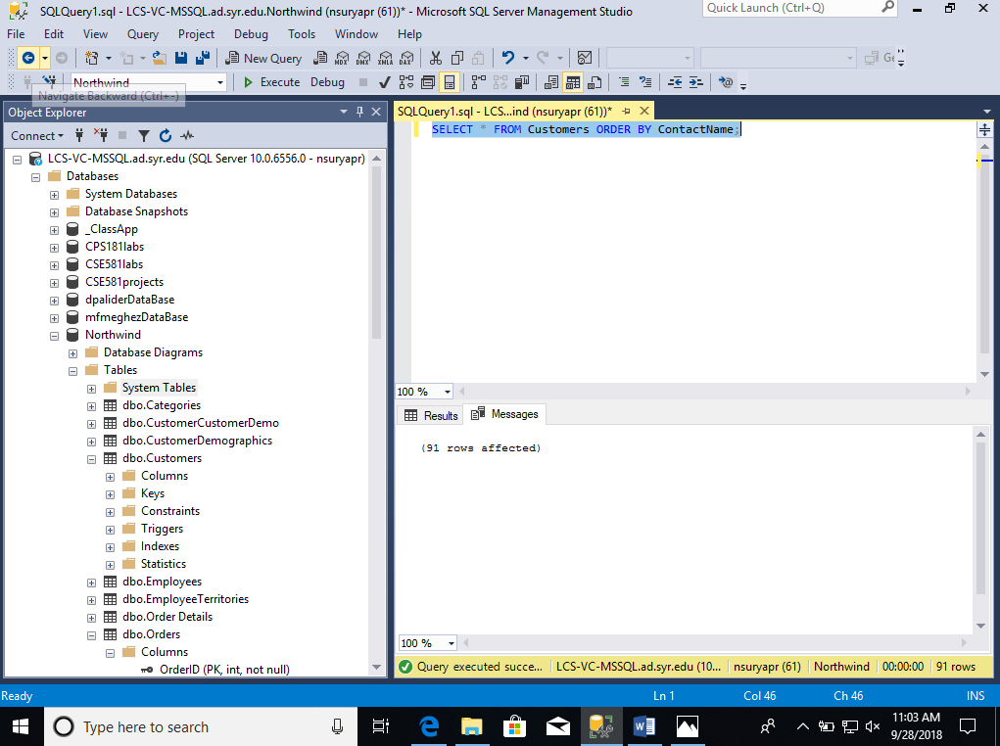 SQLQuery1.sql - LCS-VC-MSSQL.ad.syr.edu.Northwind (nsuryapr (61))* - Microsoft SQL Server Management Studio
Quick Launch (Ctrl+Q)
File Edit View Query Project Debug Tools Window Help
New Query MDX DMX XMLA DAX
Northwind Execute Debug
Navigate Backward (Ctrl+-)
Object Explorer
SQLQuery1.sql - LCS...ind (nsuryapr (61))*
Connect
SELECT * FROM Customers ORDER BY ContactName;
LCS-VC-MSSQL.ad.syr.edu (SQL Server 10.0.6556.0 - nsuryapr)
Databases
System Databases
Database Snapshots
_ClassApp
CPS181labs
CSE581labs
CSE581projects
dpaliderDataBase
mfmeghezDataBase
Northwind
Database Diagrams
Tables
System Tables
dbo.Categories
dbo.CustomerCustomerDemo
dbo.CustomerDemographics
dbo.Customers
Columns
Keys
Constraints
Triggers
Indexes
Statistics
dbo.Employees
dbo.EmployeeTerritories
dbo.Order Details
dbo.Orders
Columns
OrderID (PK, int, not null)
100 %
Results Messages
(91 rows affected)
100 %
Query executed succe... LCS-VC-MSSQL.ad.syr.edu (10... nsuryapr (61) Northwind 00:00:00 91 rows
Ready Ln 1 Col 46 Ch 46 INS
Type here to search
11:03 AM
9/28/2018